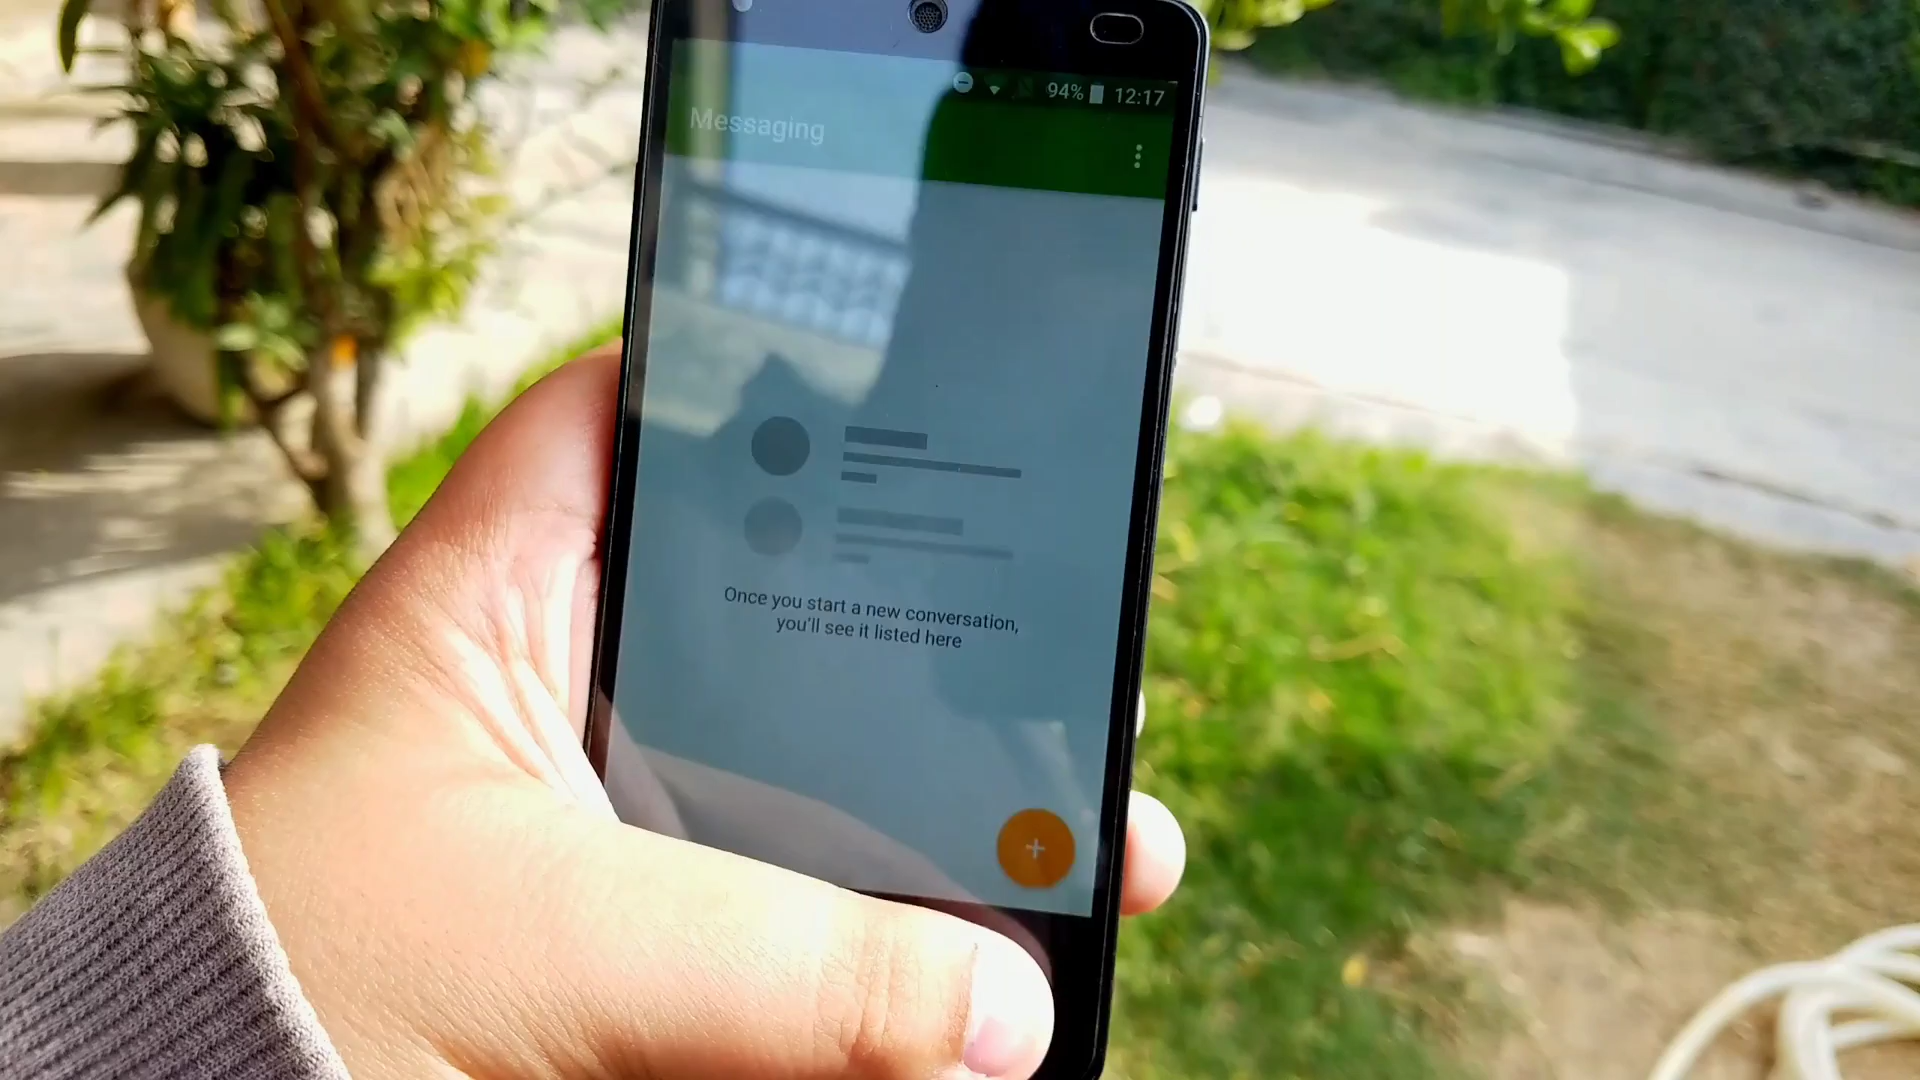 94% 12:17
Messaging
Once you start a new conversation,
you'll see it listed here